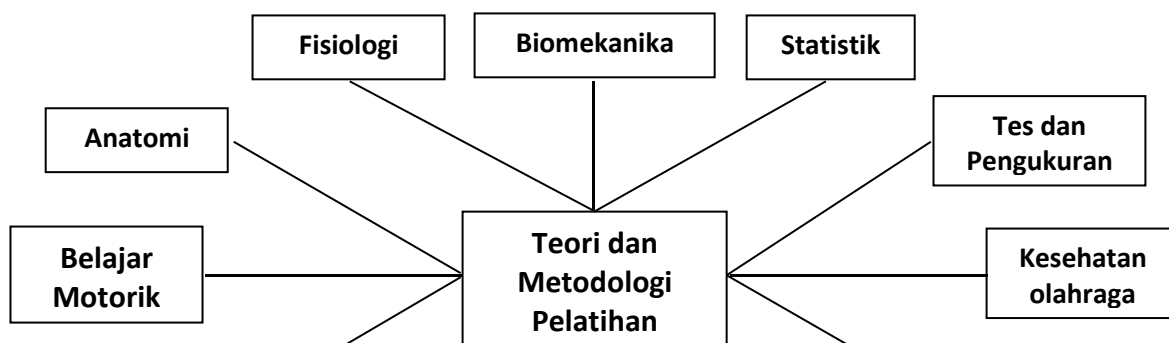 Fisiologi
Biomekanika
Statistik
Anatomi
Tes dan
Pengukuran
Belajar
Motorik
Teori dan
Metodologi
Pelatihan
Kesehatan
olahraga